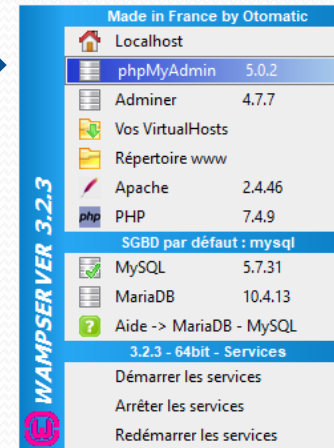 Made in France by Otomatic
Localhost
phpMyAdmin 5.0.2
Adminer 4.7.7
Vos VirtualHosts
Répertoire www
Apache 2.4.46
php PHP 7.4.9
SGBD par défaut : mysql
MySQL 5.7.31
MariaDB 10.4.13
? Aide -> MariaDB - MySQL
3.2.3 - 64bit - Services
Démarrer les services
Arrêter les services
Redémarrer les services
WAMPSERVER 3.2.3